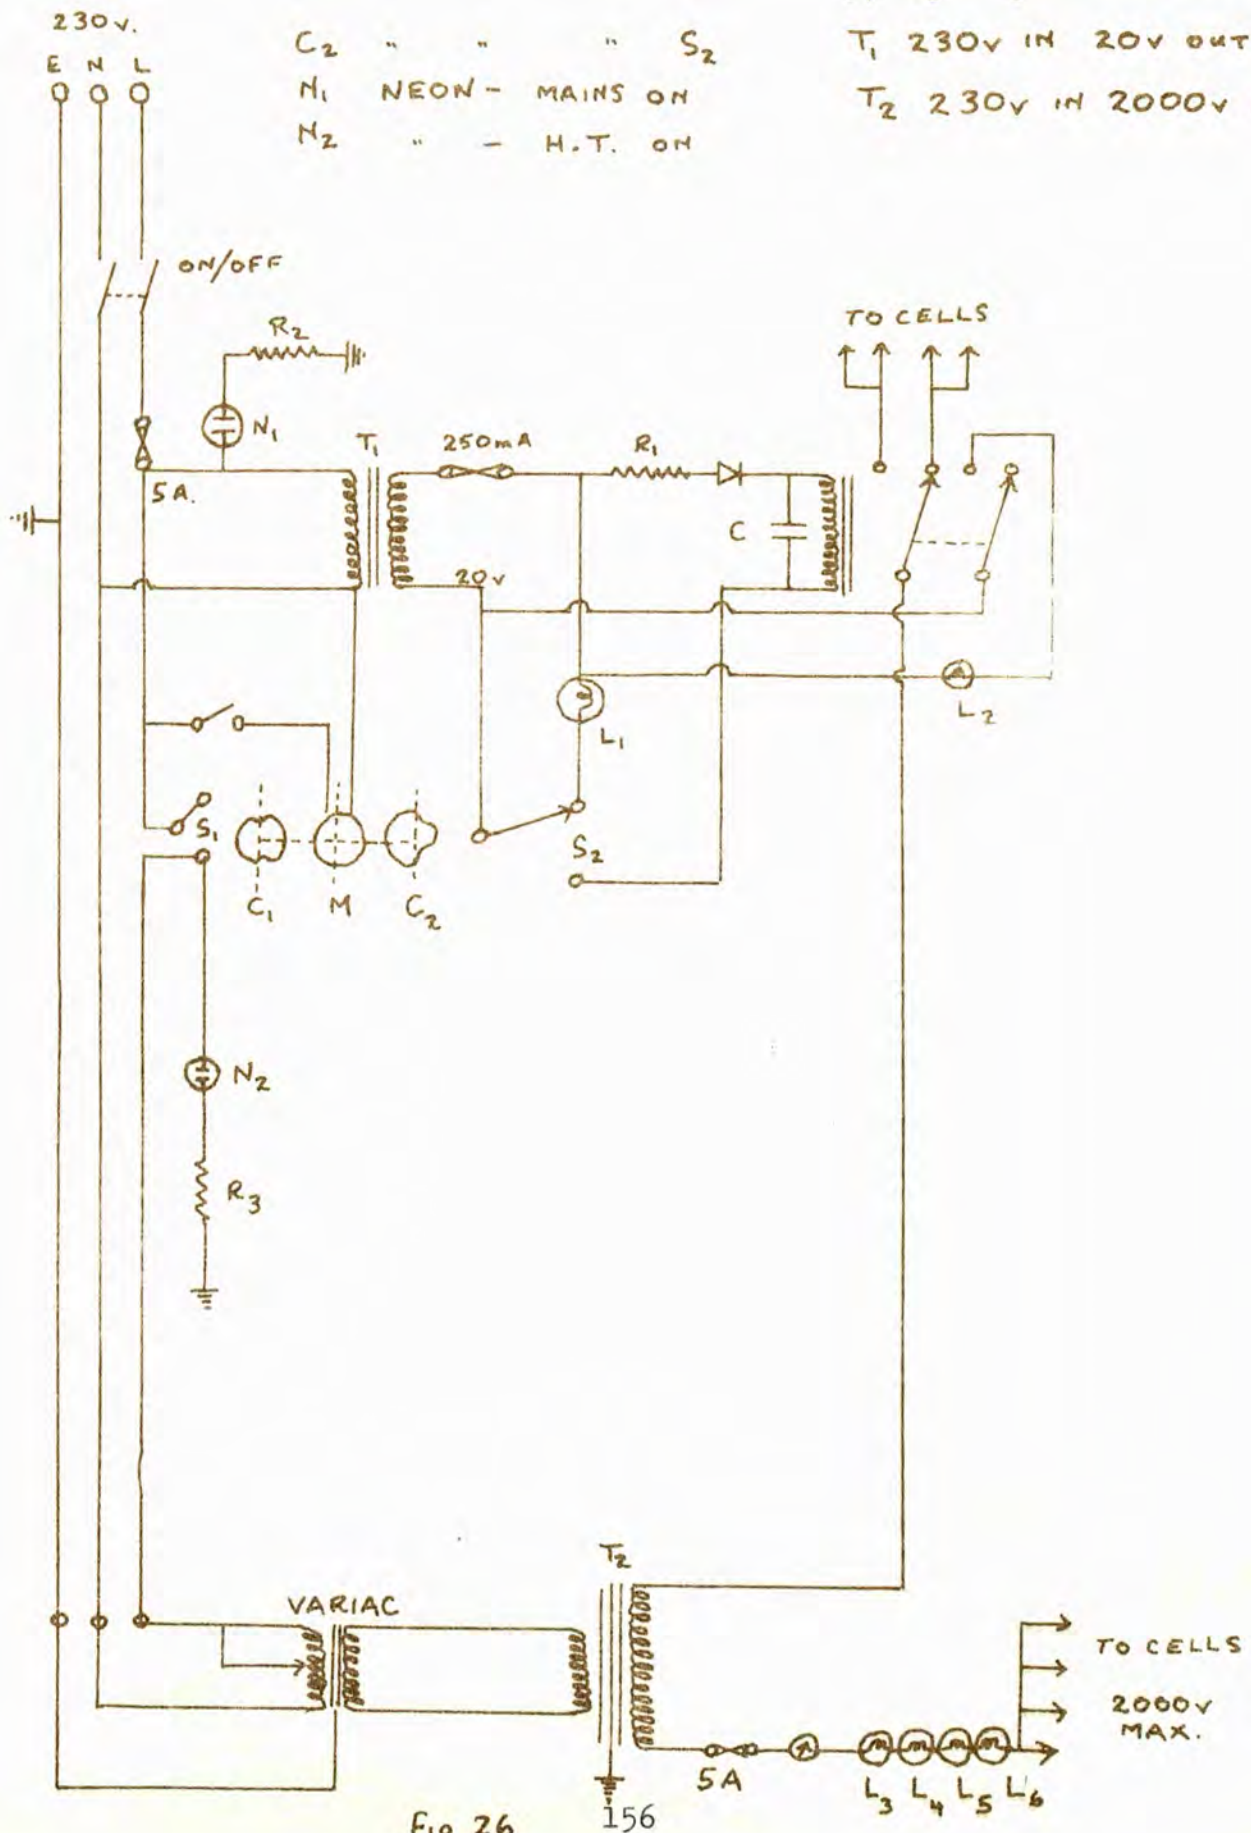 230v.
E N L
C2 " " " S2
N1 NEON - MAINS ON
N2 " - H.T. ON
T1 230v IN 20v OUT
T2 230v IN 2000v
ON/OFF
R2
TO CELLS
N1
T1
250mA
R1
5A.
C
20v
L1
L2
S1
S2
C1 M C2
N2
R3
T2
VARIAC
TO CELLS
2000v
MAX.
5A
L3 L4 L5 L6
Fig 26
156